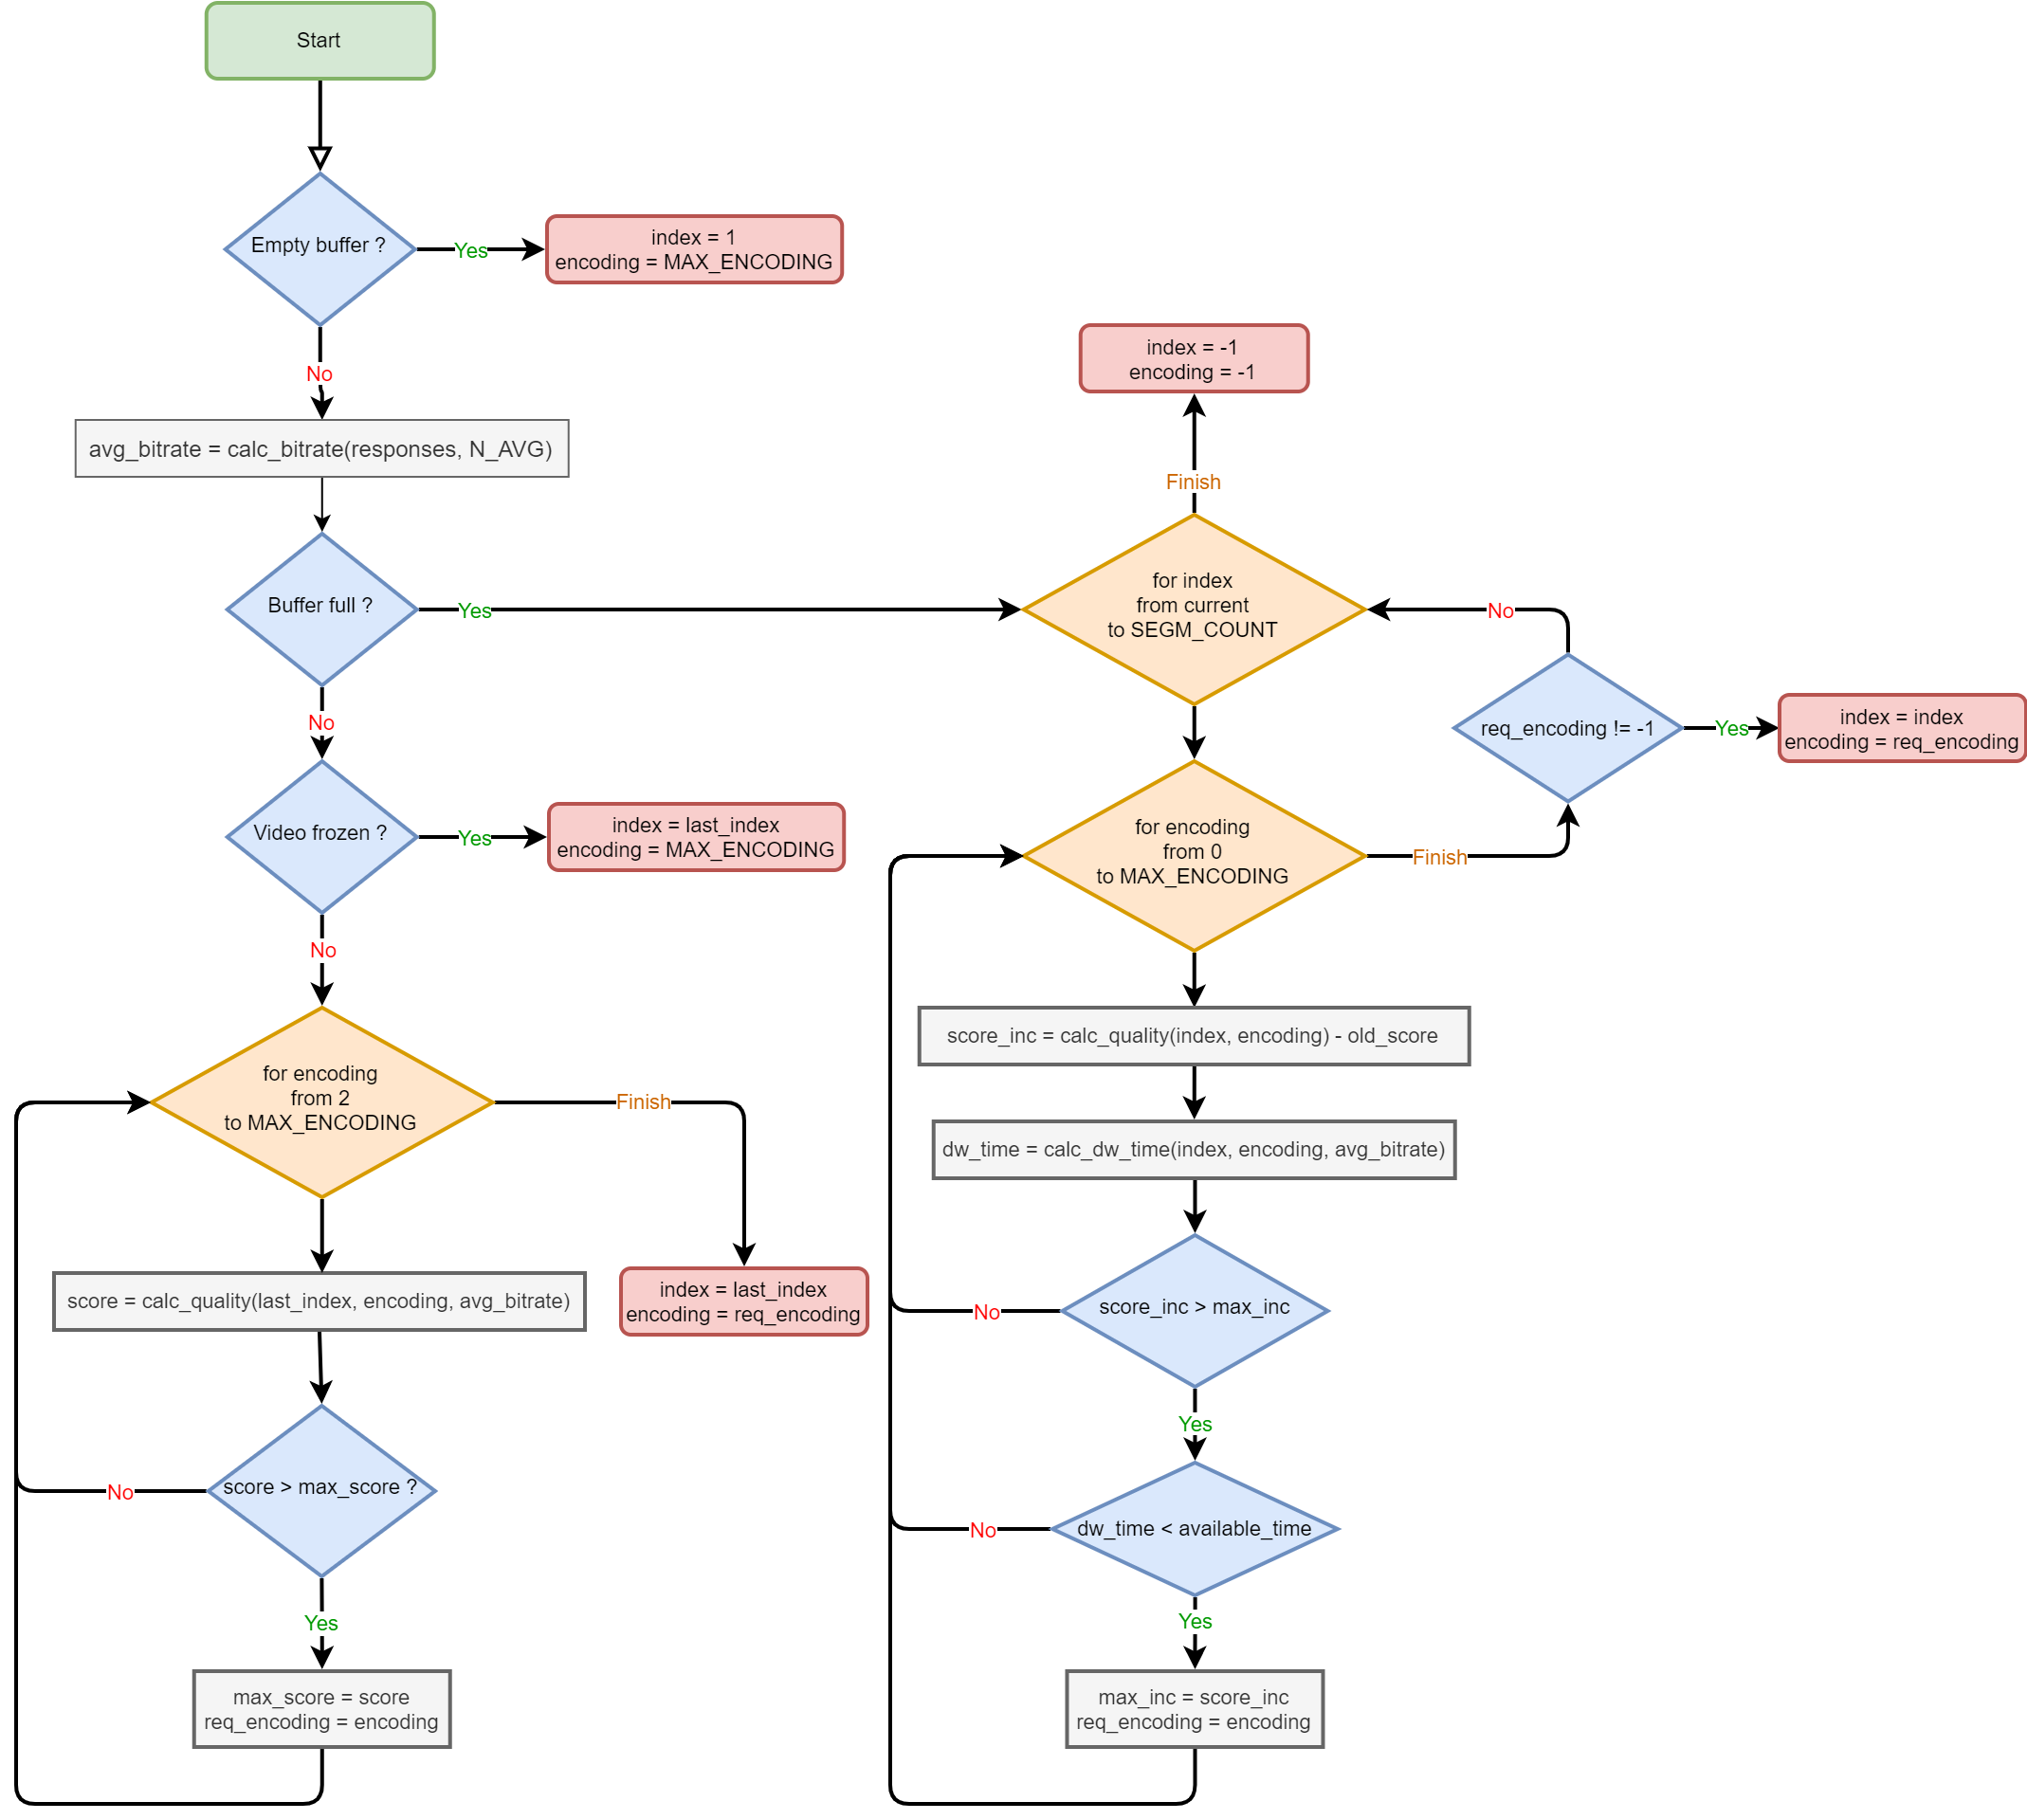 Start
Empty buffer ?
Yes
index = 1
encoding = MAX_ENCODING
No
avg_bitrate = calc_bitrate(responses, N_AVG)
Buffer full ?
Yes
No
Video frozen ?
Yes
index = last_index
encoding = MAX_ENCODING
No
for encoding
from 2
to MAX_ENCODING
Finish
index = last_index
encoding = req_encoding
score = calc_quality(last_index, encoding, avg_bitrate)
score > max_score ?
No
Yes
max_score = score
req_encoding = encoding
index = -1
encoding = -1
Finish
for index
from current
to SEGM_COUNT
No
req_encoding != -1
Yes
index = index
encoding = req_encoding
for encoding
from 0
to MAX_ENCODING
Finish
score_inc = calc_quality(index, encoding) - old_score
dw_time = calc_dw_time(index, encoding, avg_bitrate)
score_inc > max_inc
No
Yes
dw_time < available_time
No
Yes
max_inc = score_inc
req_encoding = encoding